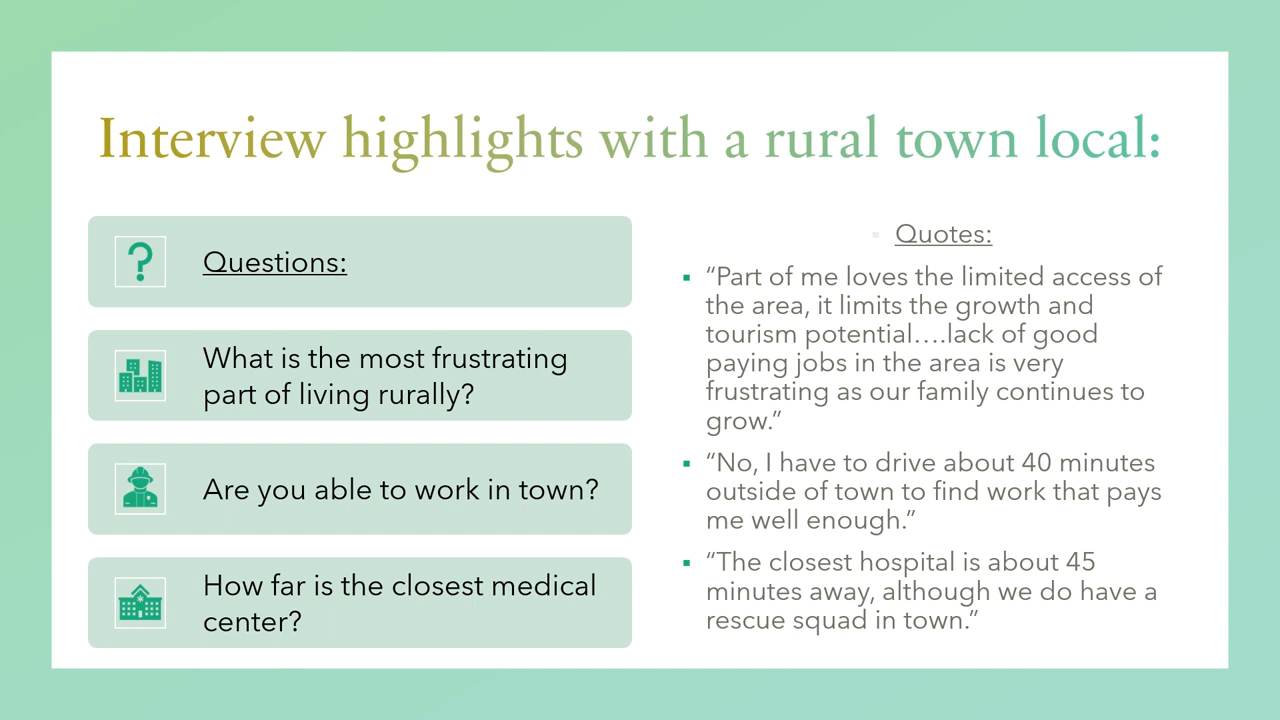 Interview highlights with a rural town local:
Questions:
What is the most frustrating
part of living rurally?
Are you able to work in town?
How far is the closest medical
center?
Quotes:
“Part of me loves the limited access of
the area, it limits the growth and
tourism potential….lack of good
paying jobs in the area is very
frustrating as our family continues to
grow.”
“No, I have to drive about 40 minutes
outside of town to find work that pays
me well enough.”
“The closest hospital is about 45
minutes away, although we do have a
rescue squad in town.”